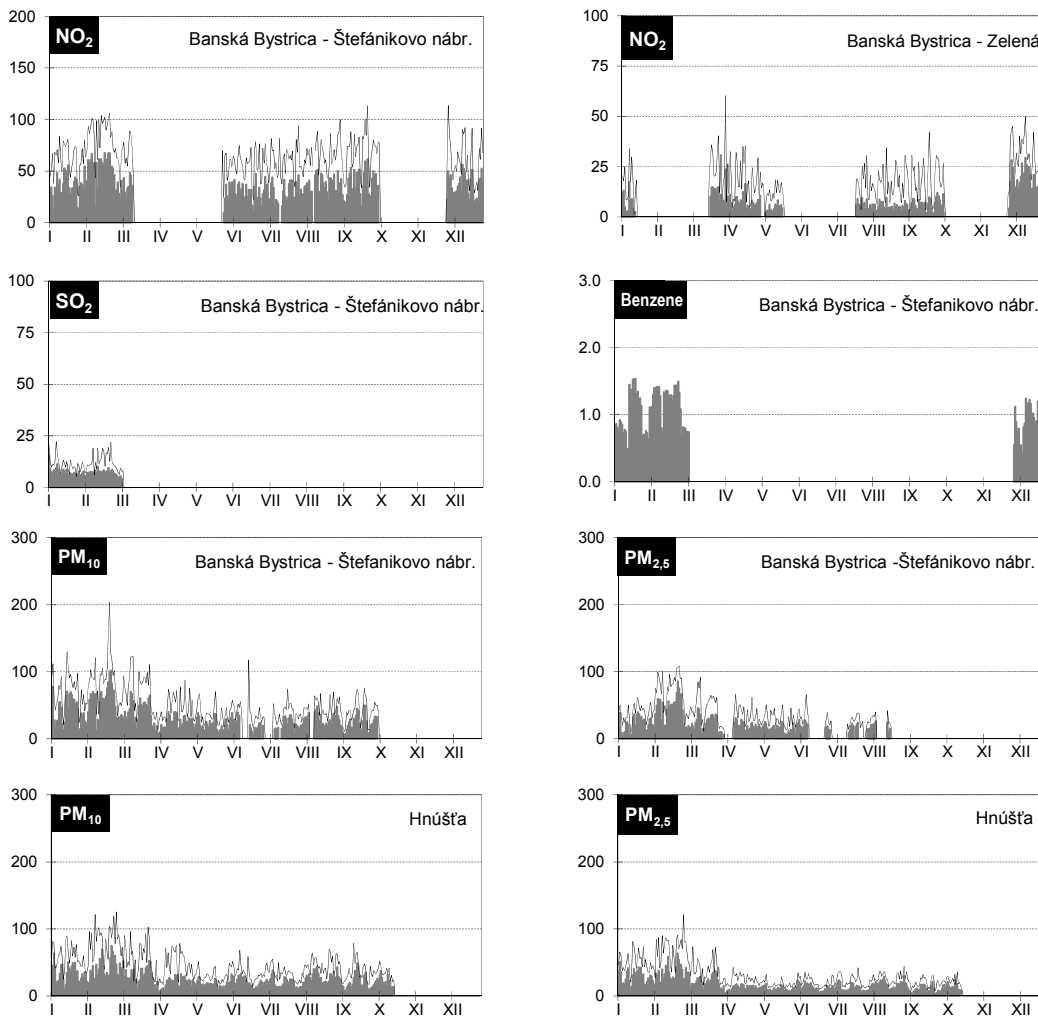 NO2 Banská Bystrica - Štefánikovo nábr.
200
150
100
50
0
I II III IV V VI VII VIII IX X XI XII
NO2 Banská Bystrica - Zelená
100
75
50
25
0
I II III IV V VI VII VIII IX X XI XII
SO2 Banská Bystrica - Štefánikovo nábr.
100
75
50
25
0
I II III IV V VI VII VIII IX X XI XII
Benzene Banská Bystrica - Štefanikovo nábr.
3.0
2.0
1.0
0.0
I II III IV V VI VII VIII IX X XI XII
PM10 Banská Bystrica - Štefanikovo nábr.
300
200
100
0
I II III IV V VI VII VIII IX X XI XII
PM2,5 Banská Bystrica -Štefánikovo nábr.
300
200
100
0
I II III IV V VI VII VIII IX X XI XII
PM10 Hnúšťa
300
200
100
0
I II III IV V VI VII VIII IX X XI XII
PM2,5 Hnúšťa
300
200
100
0
I II III IV V VI VII VIII IX X XI XII